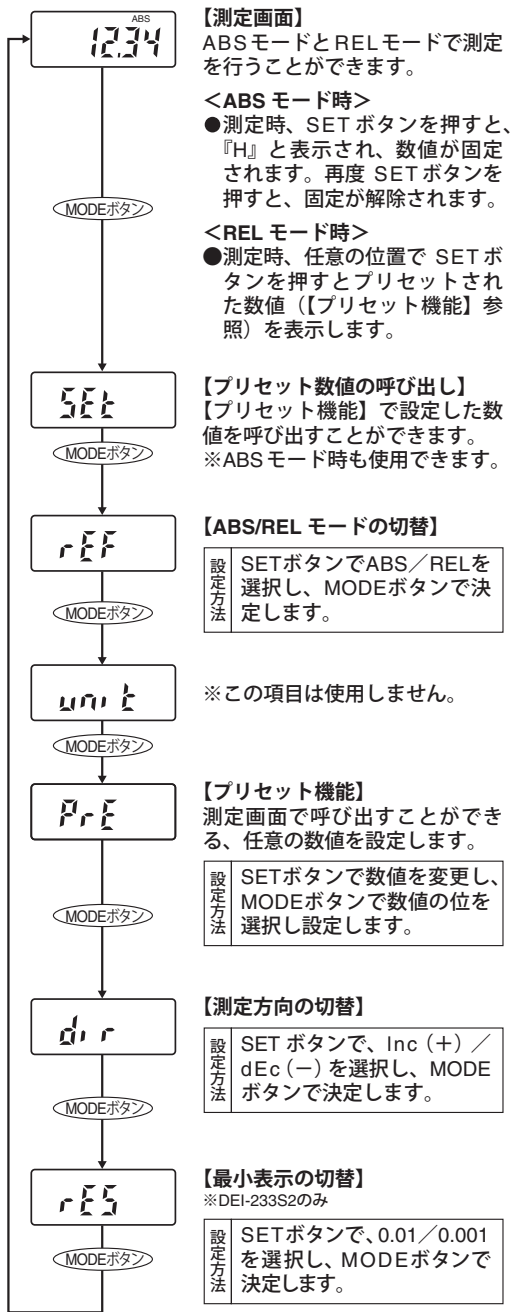 ABS
12.34
【測定画面】
ABSモードとRELモードで測定
を行うことができます。
＜ABS モード時＞
●測定時、SET ボタンを押すと、
『H』と表示され、数値が固定
されます。再度 SETボタンを
押すと、固定が解除されます。
MODEボタン
＜REL モード時＞
●測定時、任意の位置で SETボ
タンを押すとプリセットされ
た数値（【プリセット機能】参
照）を表示します。
SEt
【プリセット数値の呼び出し】
【プリセット機能】で設定した数
値を呼び出すことができます。
※ABSモード時も使用できます。
MODEボタン
rEF
【ABS/REL モードの切替】
設定方法
SETボタンでABS／RELを
選択し、MODEボタンで決
定します。
MODEボタン
unit
※この項目は使用しません。
MODEボタン
PrE
【プリセット機能】
測定画面で呼び出すことができ
る、任意の数値を設定します。
設定方法
SETボタンで数値を変更し、
MODEボタンで数値の位を
選択し設定します。
MODEボタン
dir
【測定方向の切替】
設定方法
SET ボタンで、Inc（＋）／
dEc（－）を選択し、MODE
ボタンで決定します。
MODEボタン
rES
【最小表示の切替】
※DEI-233S2のみ
設定方法
SETボタンで、0.01／0.001
を選択し、MODEボタンで
決定します。
MODEボタン